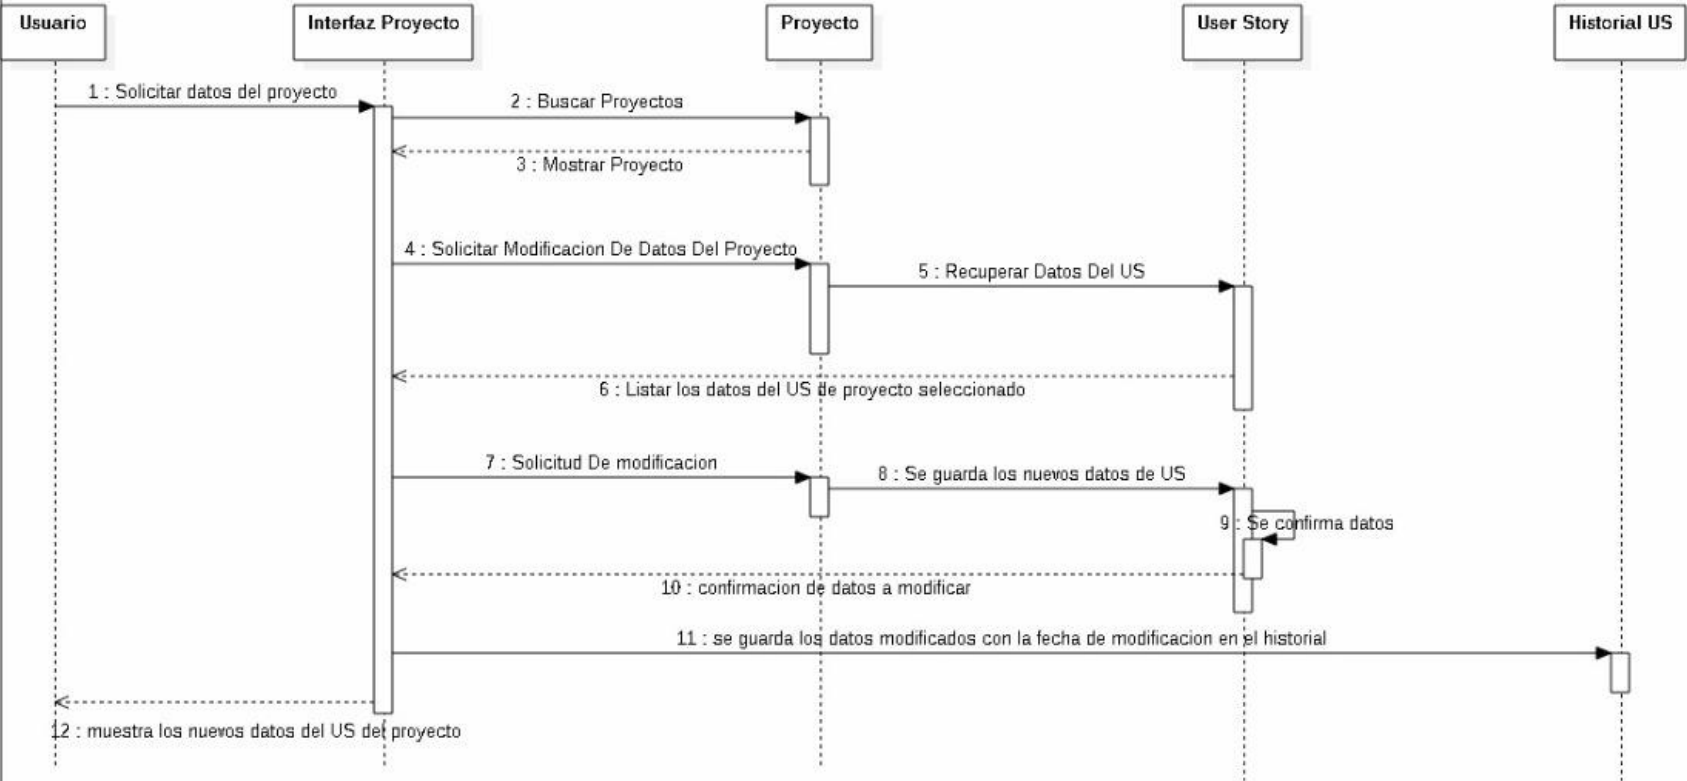 Usuario
Interfaz Proyecto
Proyecto
User Story
Historial US
1 : Solicitar datos del proyecto
2 : Buscar Proyectos
3 : Mostrar Proyecto
4 : Solicitar Modificacion De Datos Del Proyecto
5 : Recuperar Datos Del US
6 : Listar los datos del US de proyecto seleccionado
7 : Solicitud De modificacion
8 : Se guarda los nuevos datos de US
9 : Se confirma datos
10 : confirmacion de datos a modificar
11 : se guarda los datos modificados con la fecha de modificacion en el historial
12 : muestra los nuevos datos del US del proyecto